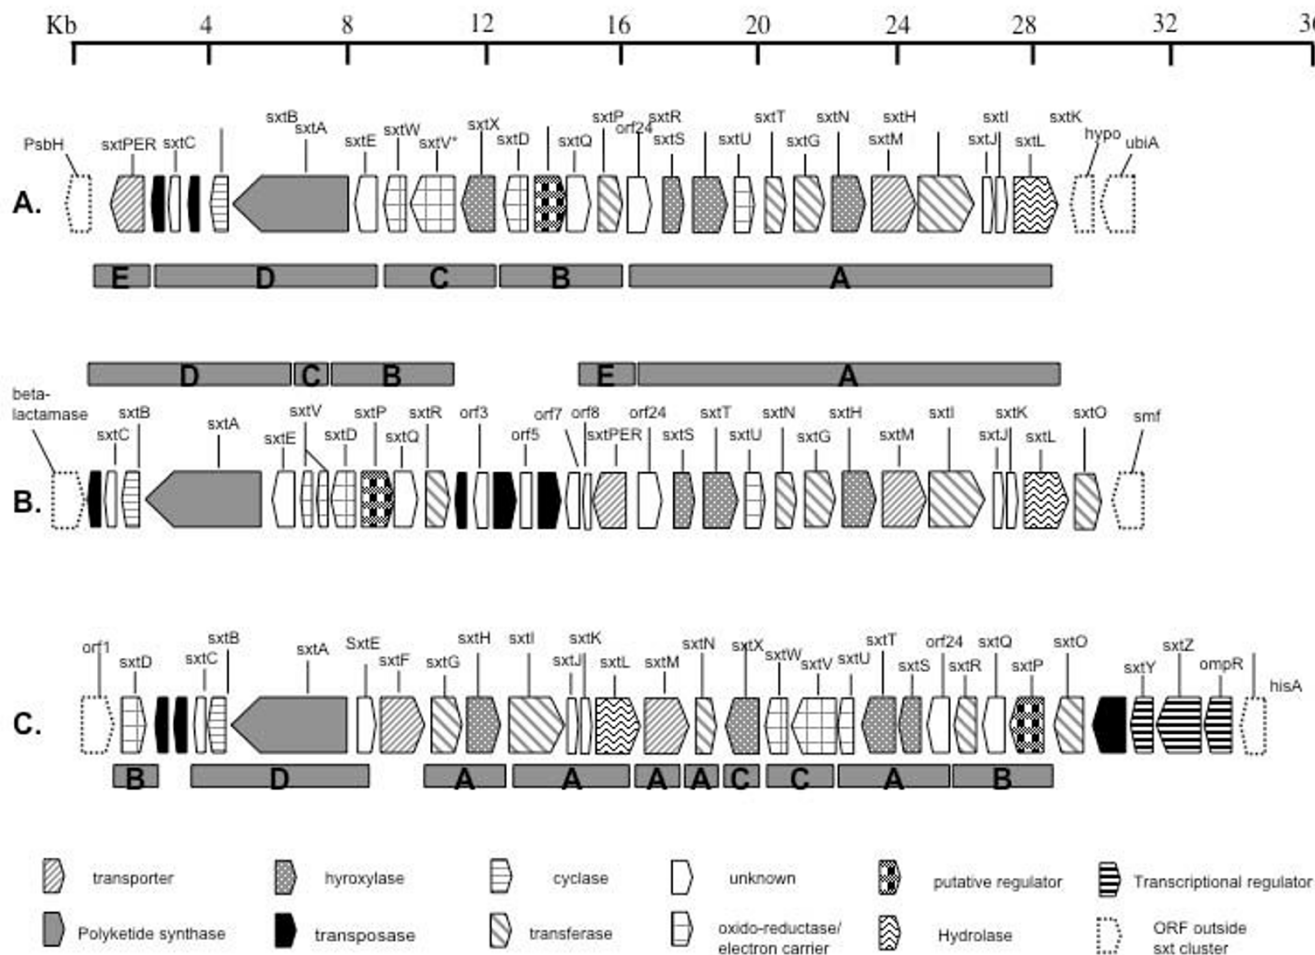 Kb 4 8 12 16 20 24 28 32 36
sxtB sxtP sxtR sxtT sxtN sxtH sxtI sxtK
sxtA sxtW sxtX orf24 hypo
PsbH sxtPER sxtC sxtE sxtV* sxtD sxtQ sxtS sxtU sxtG sxtM sxtJ sxtL ubiA
A.
E D C B A
D C B E A
beta-
lactamase sxtB sxtV sxtP sxtR orf3 orf7 orf8 orf24 sxtT sxtN sxtH sxtI sxtK sxtO smf
sxtC sxtA sxtE sxtD sxtQ orf5 sxtPER sxtS sxtU sxtG sxtM sxtJ sxtL
B.
orf1 sxtB sxtA SxtE sxtH sxtI sxtK sxtN sxtX sxtT orf24 sxtQ sxtO sxtZ
sxtD sxtC sxtF sxtG sxtJ sxtL sxtM sxtW sxtV sxtU sxtS sxtR sxtP sxtY ompR hisA
C.
B D A A A A C C A B
transporter hyroxylase cyclase unknown putative regulator Transcriptional regulator
Polyketide synthase transposase transferase oxido-reductase/ Hydrolase ORF outside
electron carrier sxt cluster